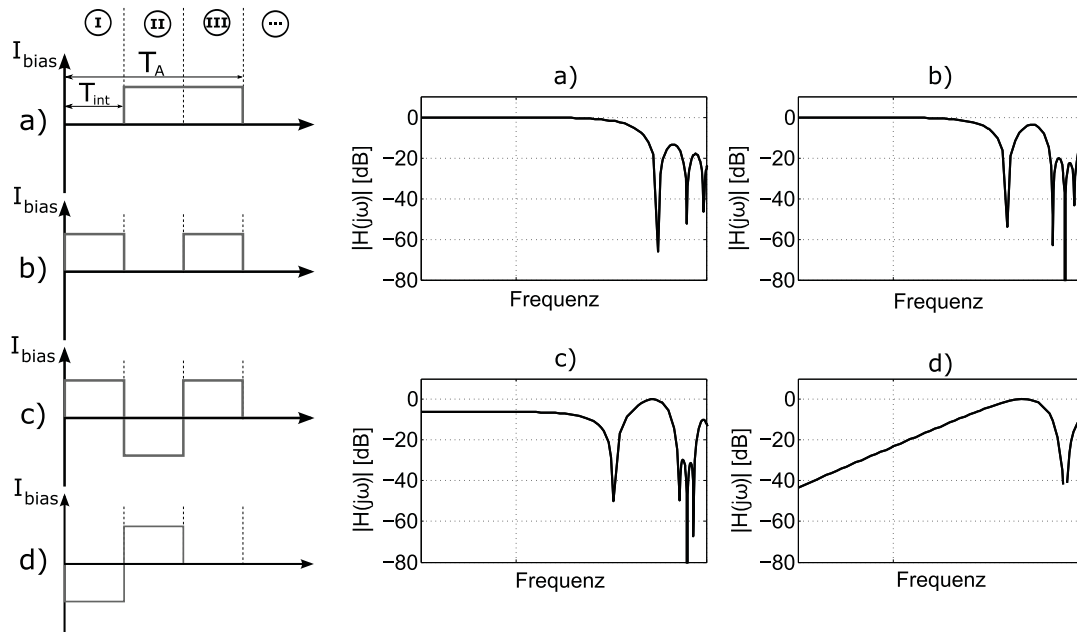 I II III ...
I_bias
T_A
T_int
a)
I_bias
b)
I_bias
c)
I_bias
d)
a)
|H(jω)| [dB]
0
−20
−40
−60
−80
Frequenz
b)
|H(jω)| [dB]
0
−20
−40
−60
−80
Frequenz
c)
|H(jω)| [dB]
0
−20
−40
−60
−80
Frequenz
d)
|H(jω)| [dB]
0
−20
−40
−60
−80
Frequenz